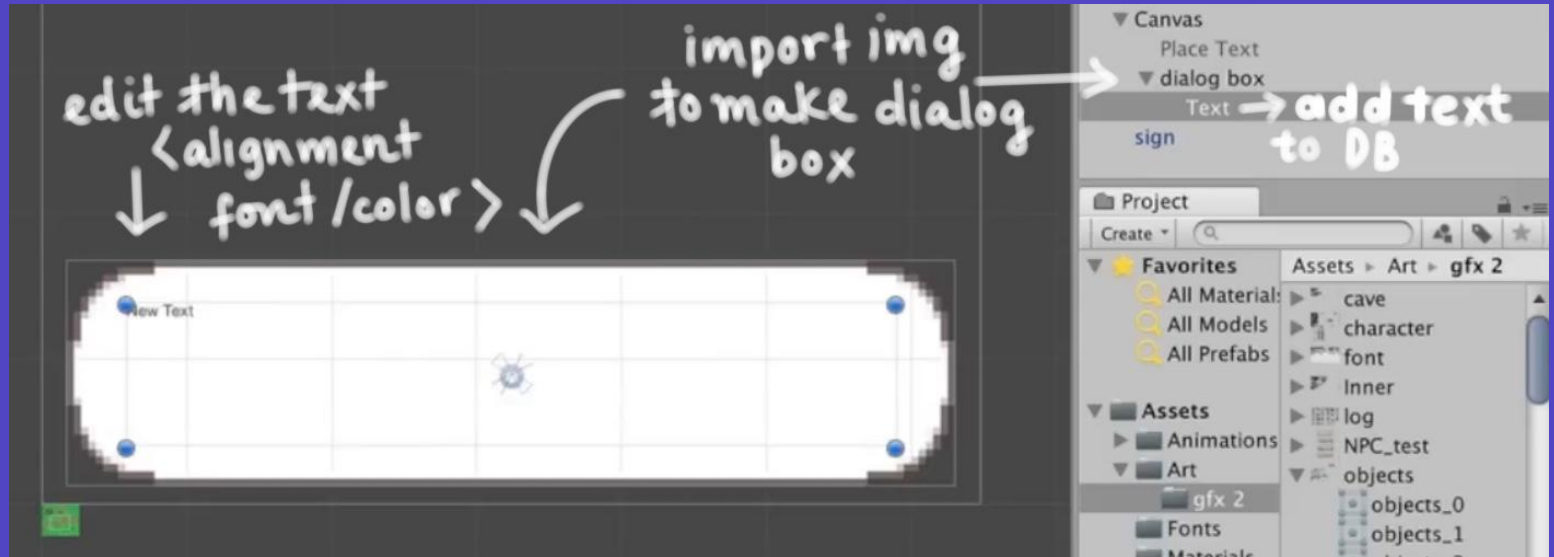 edit the text
<alignment
font/color>
import img
to make dialog
box
New Text
Canvas
Place Text
dialog box
Text → add text
to DB
sign
Project
Create
Favorites
All Materials
All Models
All Prefabs
Assets
Animations
Art
gfx 2
Fonts
Materials
Assets ▸ Art ▸ gfx 2
cave
character
font
Inner
log
NPC_test
objects
objects_0
objects_1